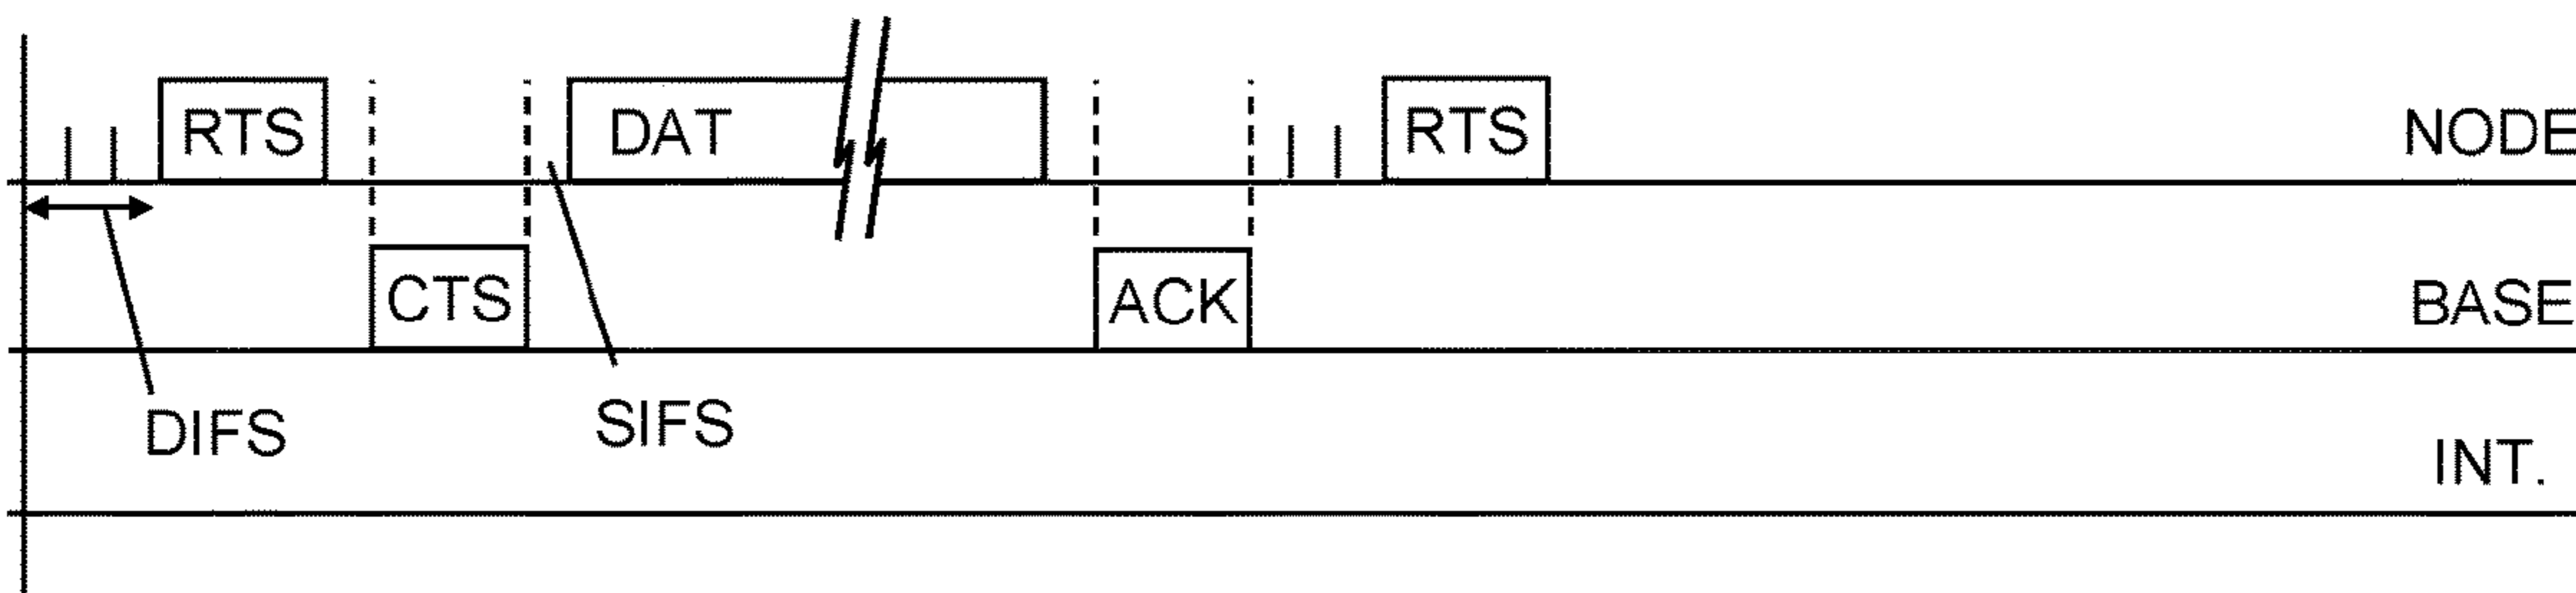 RTS
DAT
RTS
NODE
CTS
ACK
BASE
DIFS
SIFS
INT.